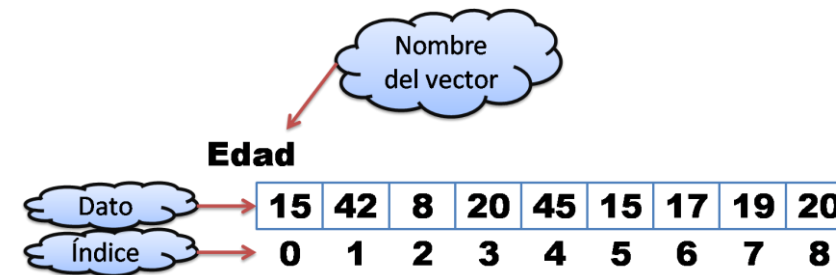 Nombre
del vector
Edad
Dato 15 42 8 20 45 15 17 19 20
Índice 0 1 2 3 4 5 6 7 8